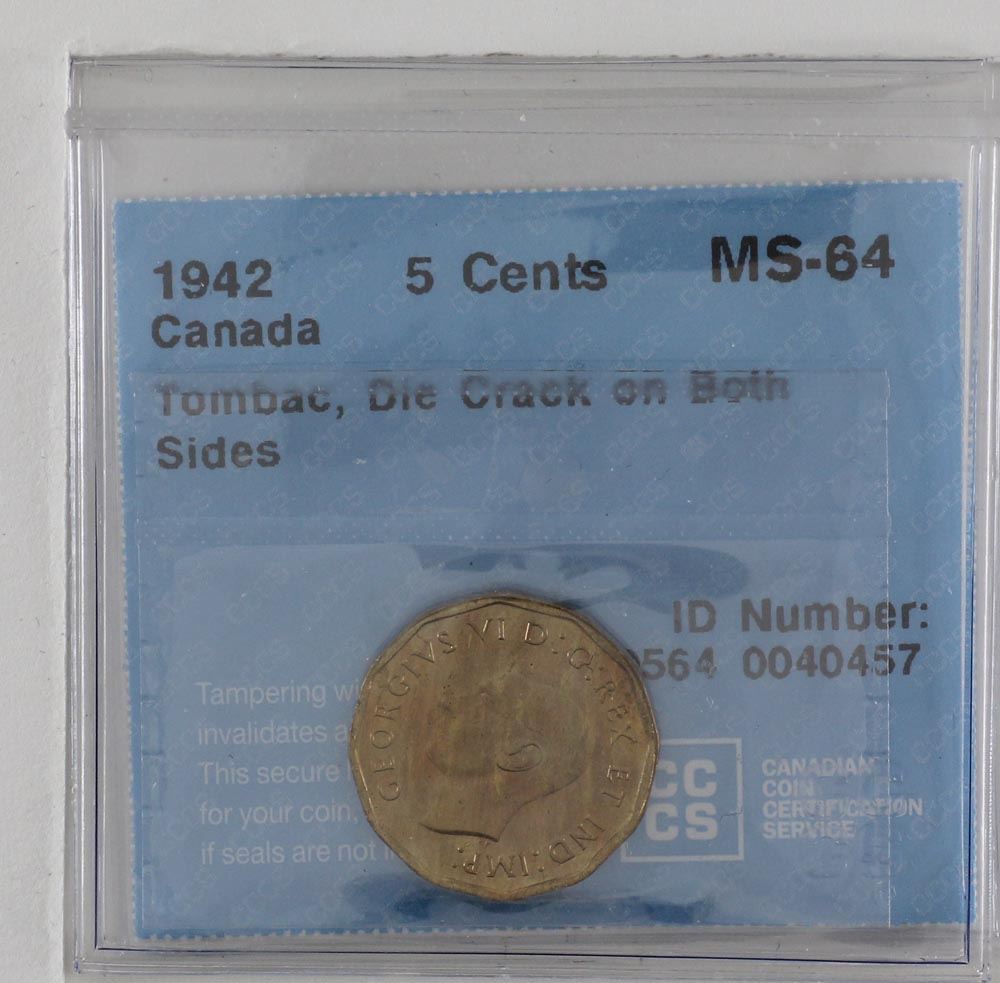 1942 5 Cents MS-64
Canada
Tombac, Die Crack on Both
Sides
ID Number:
564 0040457
GEORGIVS VI D:G:REX ET IND:IMP:
Tampering
invalidates
This secure
for your coin,
if seals are not
CC
CS
CANADIAN
COIN
CERTIFICATION
SERVICE